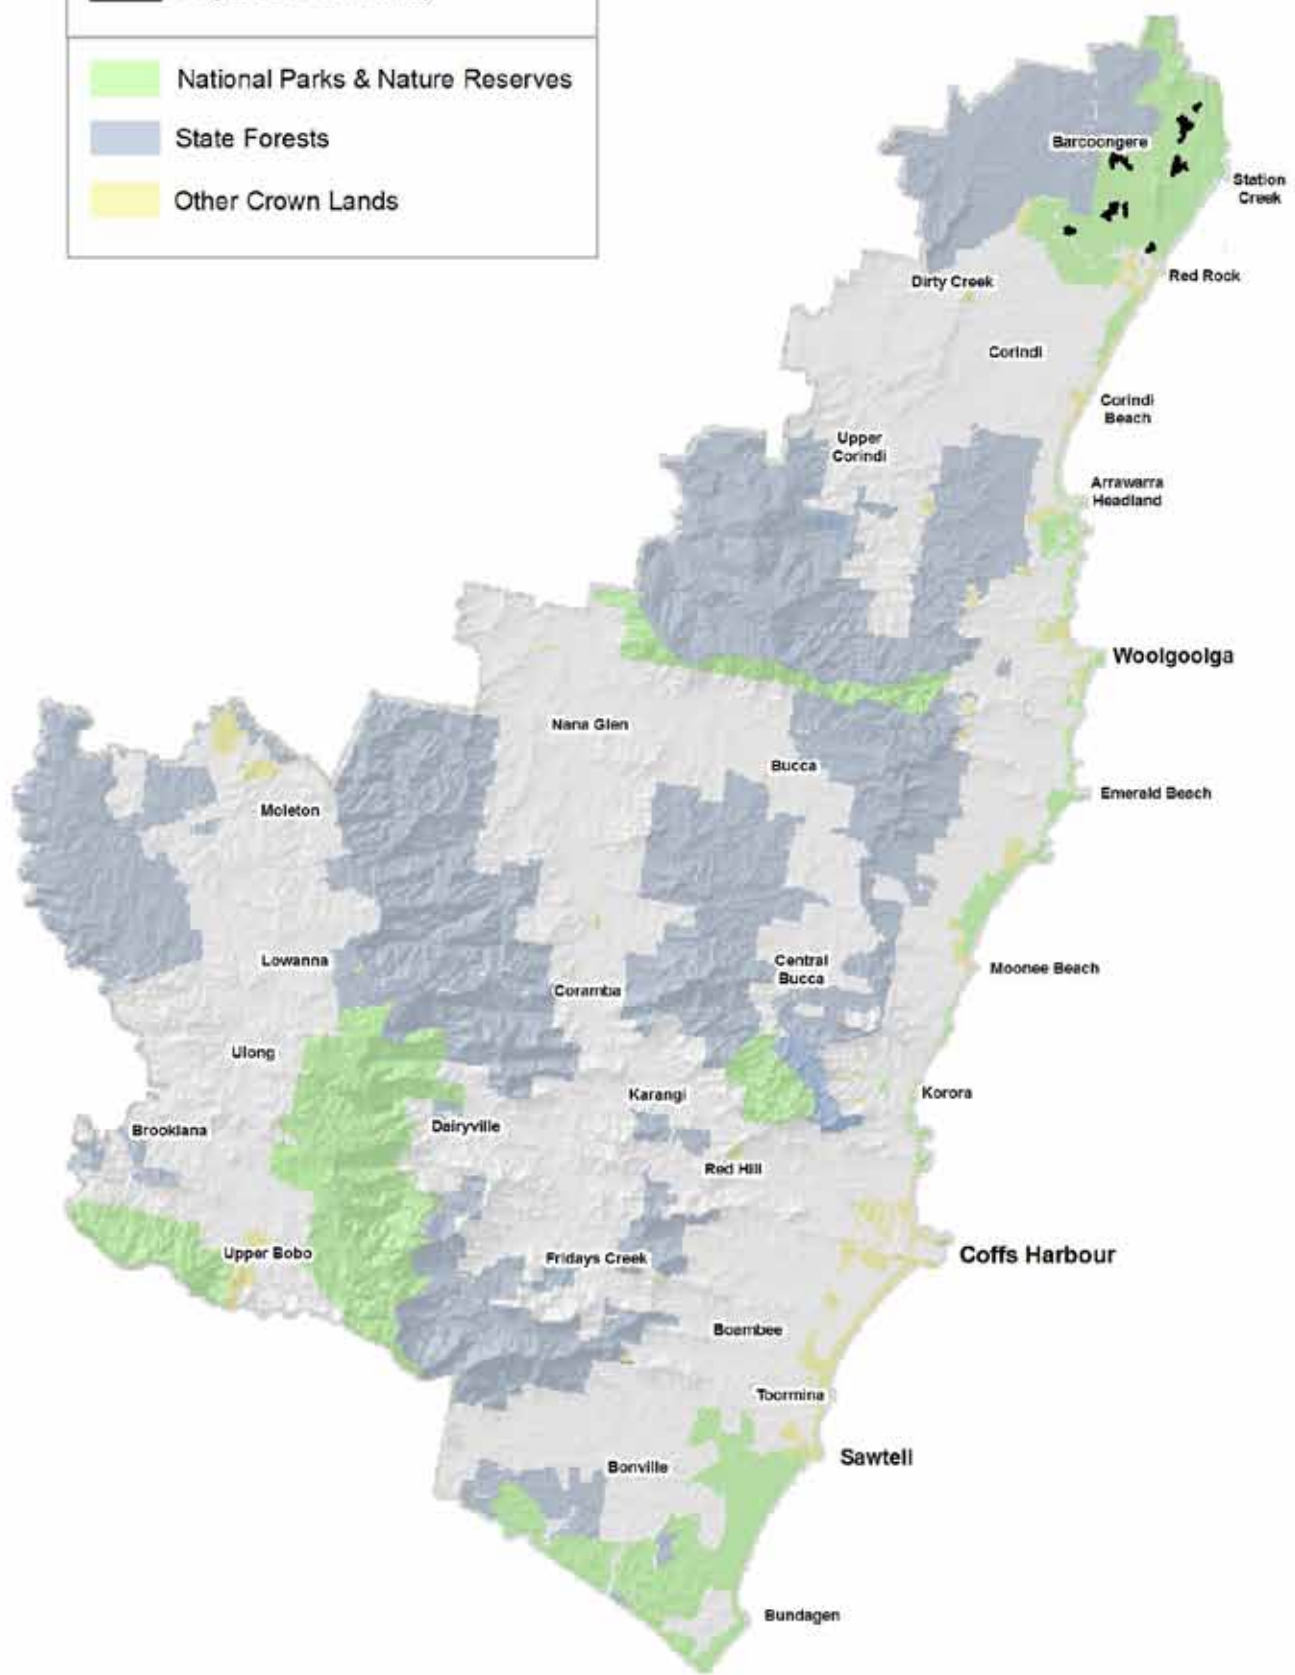 National Parks & Nature Reserves
State Forests
Other Crown Lands
Barcoongere
Station
Creek
Red Rock
Dirty Creek
Corindi
Corindi
Beach
Upper
Corindi
Arrawarra
Headland
Woolgoolga
Nana Glen
Bucca
Emerald Beach
Moleton
Lowanna
Central
Bucca
Moonee Beach
Coramba
Ulong
Karangi
Korora
Brooklana
Dairyville
Red Hill
Upper Bobo
Fridays Creek
Coffs Harbour
Boambee
Toormina
Sawtell
Bonville
Bundagen